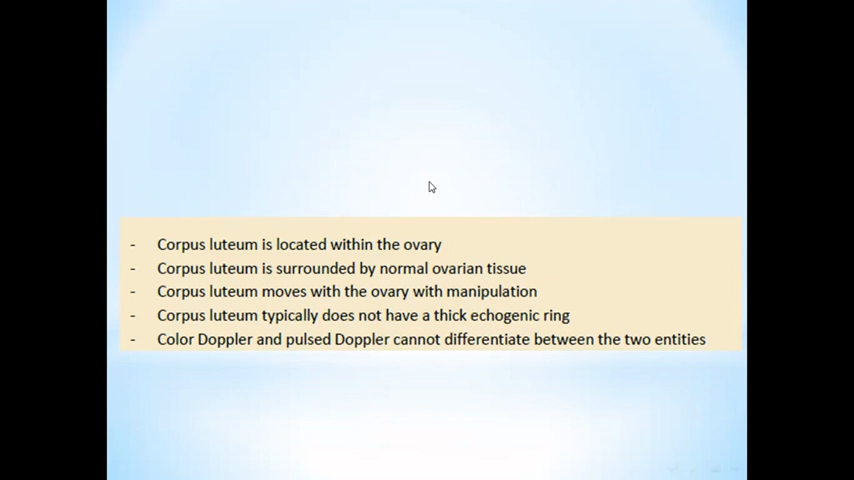 - Corpus luteum is located within the ovary
- Corpus luteum is surrounded by normal ovarian tissue
- Corpus luteum moves with the ovary with manipulation
- Corpus luteum typically does not have a thick echogenic ring
- Color Doppler and pulsed Doppler cannot differentiate between the two entities